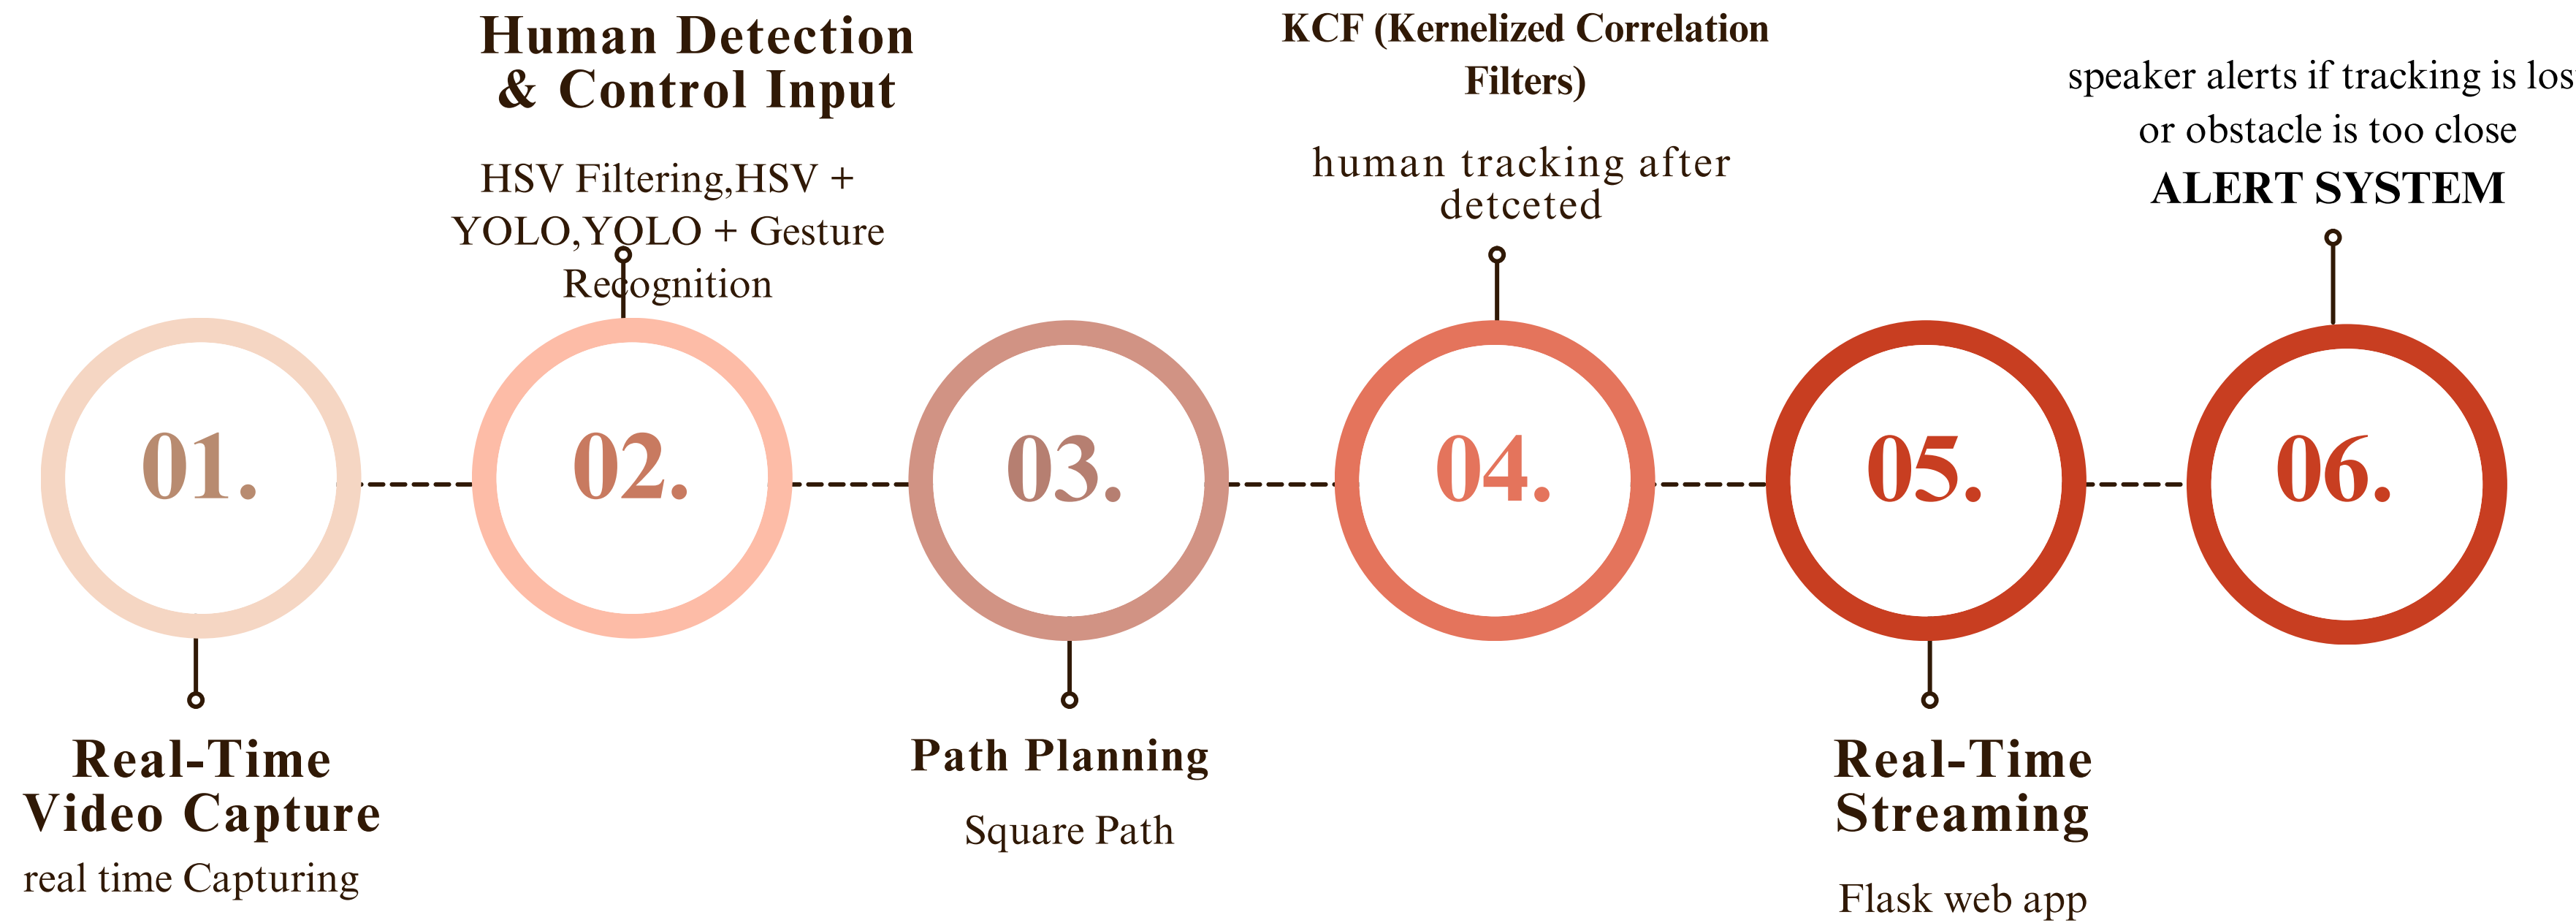 Human Detection
& Control Input
HSV Filtering,HSV +
YOLO,YOLO + Gesture
Recognition
KCF (Kernelized Correlation
Filters)
human tracking after
detceted
speaker alerts if tracking is los
or obstacle is too close
ALERT SYSTEM
01.
02.
03.
04.
05.
06.
Real-Time
Video Capture
real time Capturing
Path Planning
Square Path
Real-Time
Streaming
Flask web app